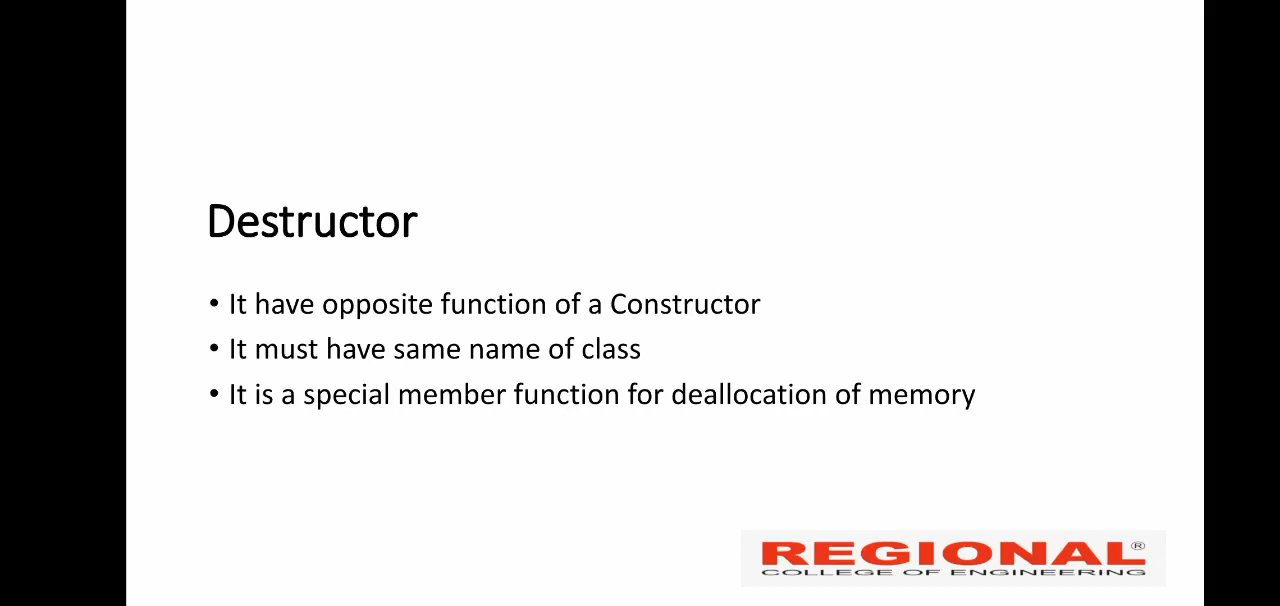 Destructor
• It have opposite function of a Constructor
• It must have same name of class
• It is a special member function for deallocation of memory
REGIONAL®
COLLEGE OF ENGINEERING